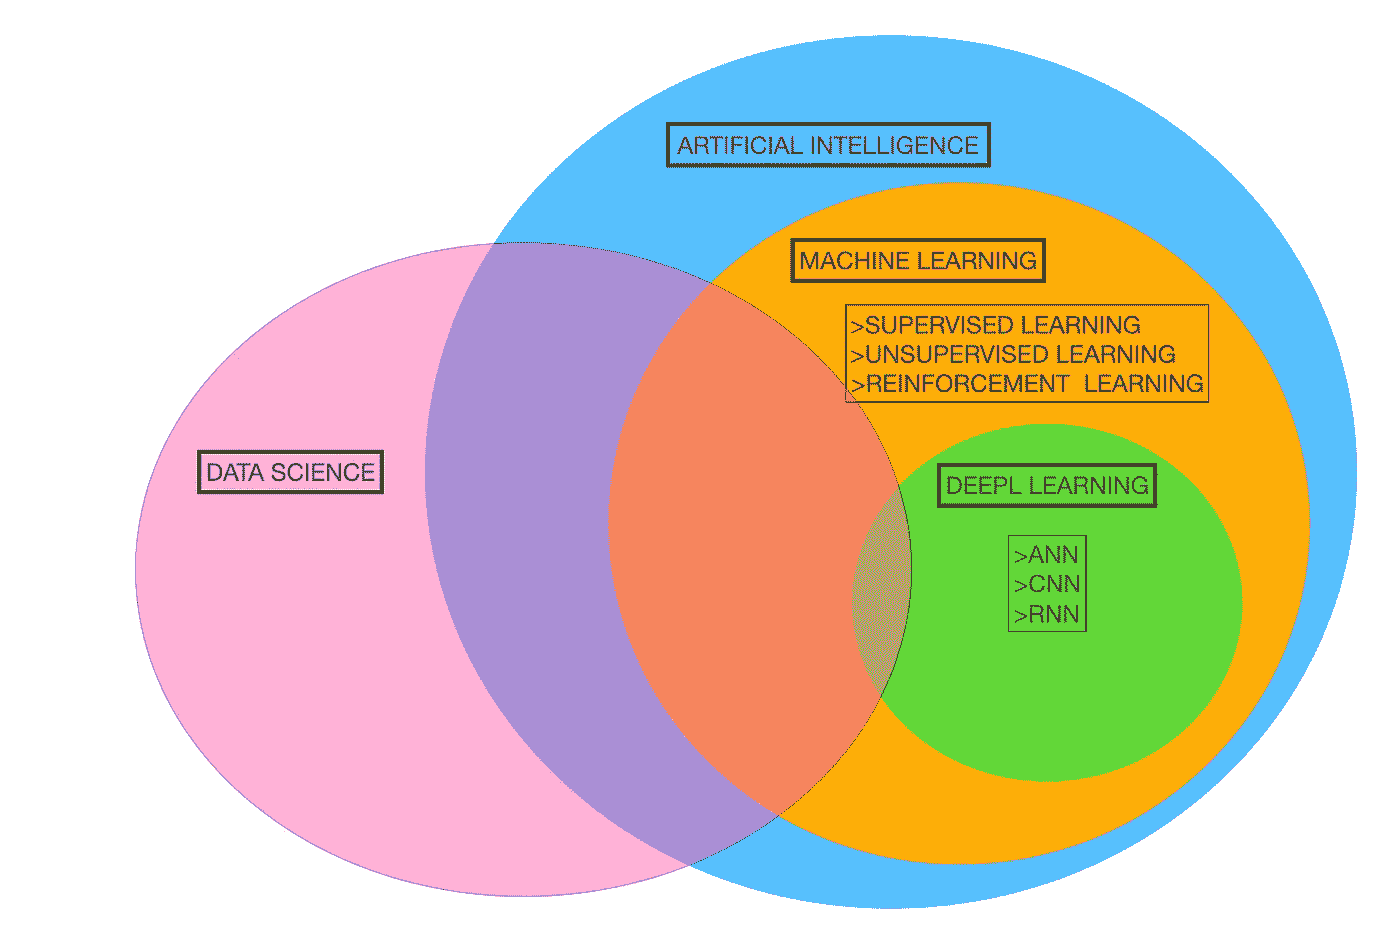 ARTIFICIAL INTELLIGENCE
MACHINE LEARNING
>SUPERVISED LEARNING
>UNSUPERVISED LEARNING
>REINFORCEMENT LEARNING
DATA SCIENCE
DEEPL LEARNING
>ANN
>CNN
>RNN